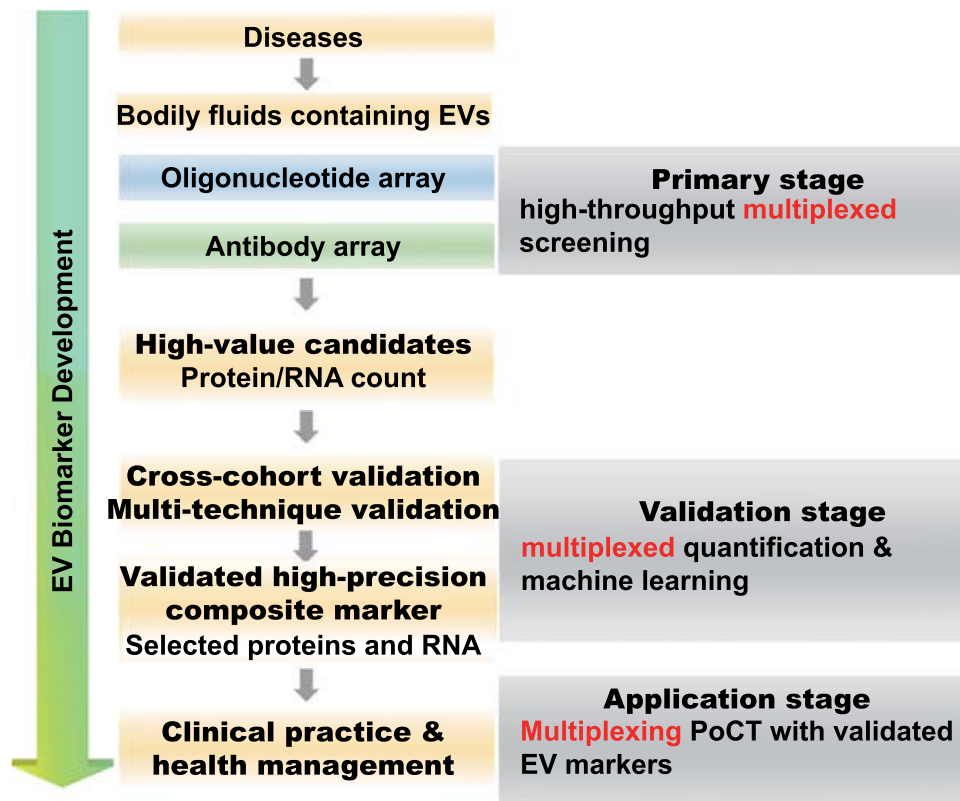 EV Biomarker Development
Diseases
Bodily fluids containing EVs
Oligonucleotide array
Antibody array
Primary stage
high-throughput multiplexed
screening
High-value candidates
Protein/RNA count
Cross-cohort validation
Multi-technique validation
Validated high-precision
composite marker
Selected proteins and RNA
Validation stage
multiplexed quantification &
machine learning
Clinical practice &
health management
Application stage
Multiplexing PoCT with validated
EV markers